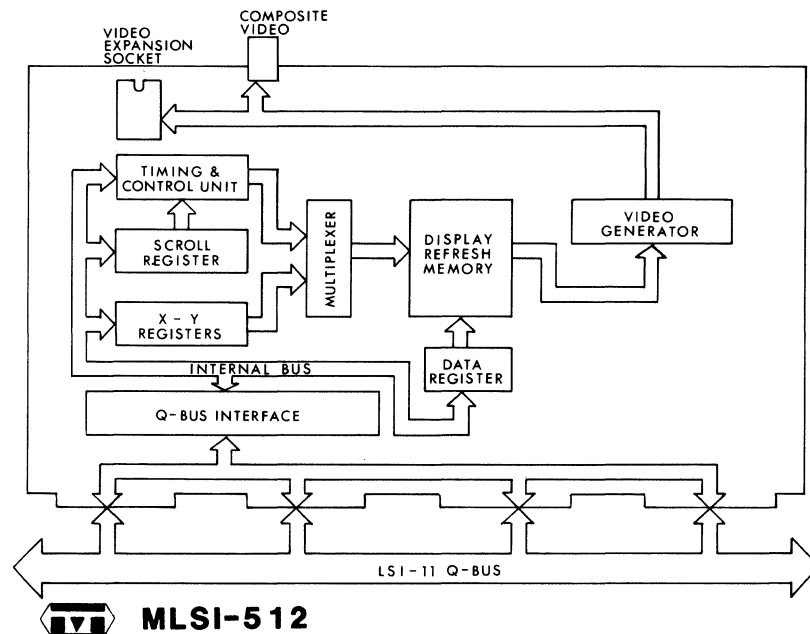 COMPOSITE
VIDEO
VIDEO
EXPANSION
SOCKET
TIMING &
CONTROL UNIT
SCROLL
REGISTER
X - Y
REGISTERS
MULTIPLEXER
DISPLAY
REFRESH
MEMORY
VIDEO
GENERATOR
DATA
REGISTER
INTERNAL BUS
Q-BUS INTERFACE
LSI-11 Q-BUS
MLSI-512